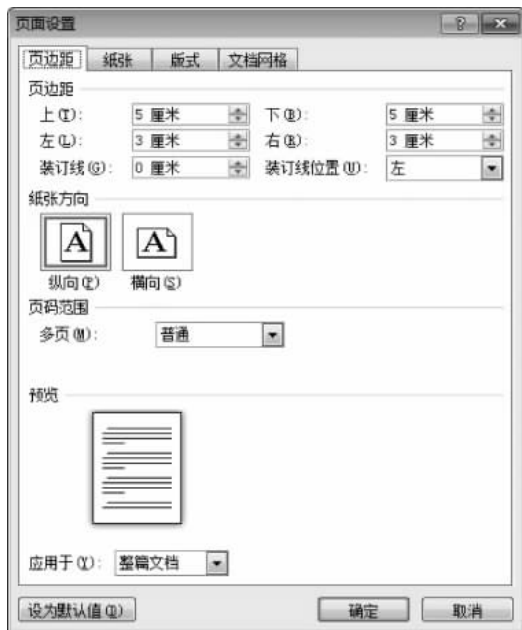 页面设置
页边距 纸张 版式 文档网格
页边距
上(T): 5 厘米 下(B): 5 厘米
左(L): 3 厘米 右(R): 3 厘米
装订线(G): 0 厘米 装订线位置(U): 左
纸张方向
A A
纵向(P) 横向(S)
页码范围
多页(M): 普通
预览
应用于(Y): 整篇文档
设为默认值(D) 确定 取消